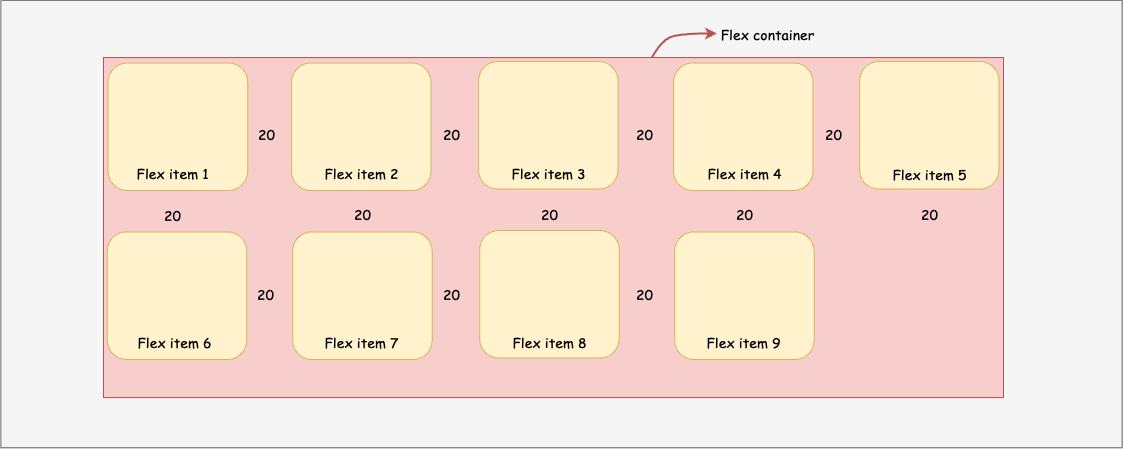 Flex container
20 20 20 20
Flex item 1 Flex item 2 Flex item 3 Flex item 4 Flex item 5
20 20 20 20 20
20 20 20
Flex item 6 Flex item 7 Flex item 8 Flex item 9